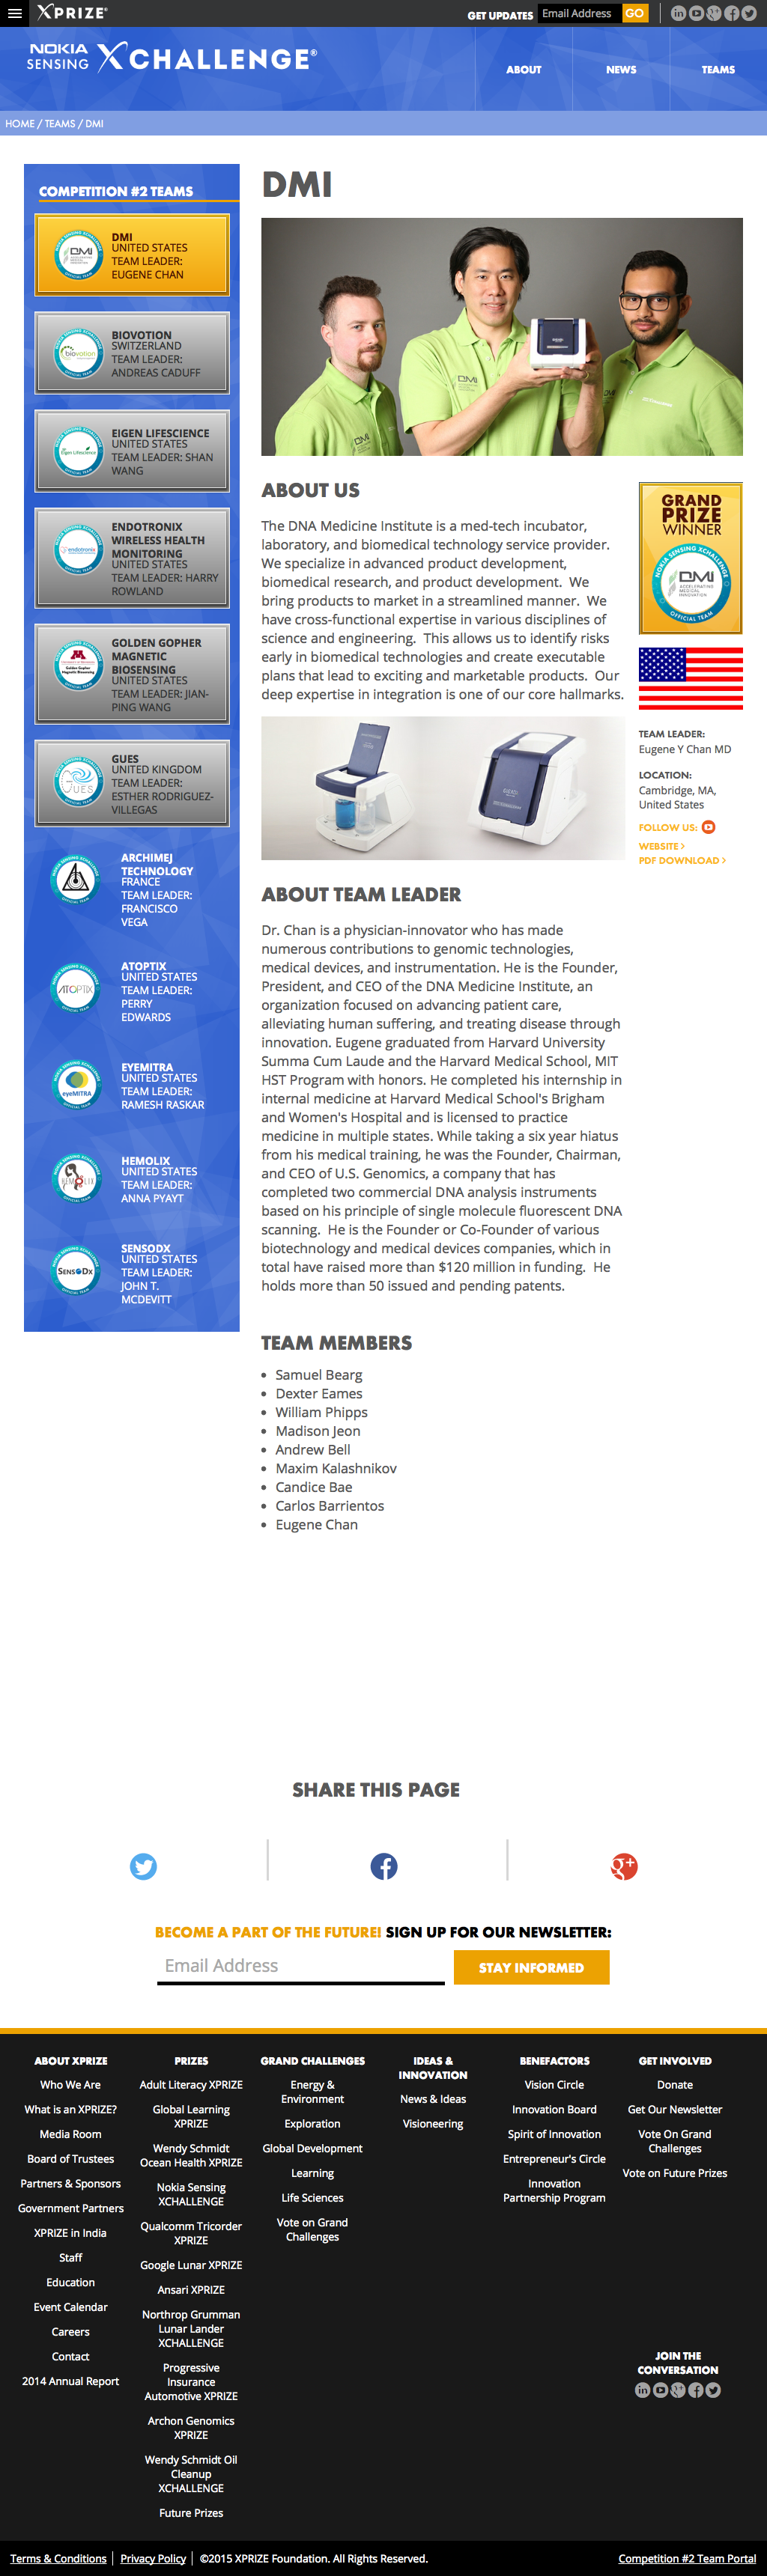 XPRIZE
GET UPDATES Email Address GO
NOKIA
SENSING XCHALLENGE®
ABOUT NEWS TEAMS
HOME / TEAMS / DMI
COMPETITION #2 TEAMS
DMI
UNITED STATES
TEAM LEADER:
EUGENE CHAN
BIOVOTION
SWITZERLAND
TEAM LEADER:
ANDREAS CADUFF
EIGEN LIFESCIENCE
UNITED STATES
TEAM LEADER: SHAN
WANG
ENDOTRONIX
WIRELESS HEALTH
MONITORING
UNITED STATES
TEAM LEADER: HARRY
ROWLAND
GOLDEN GOPHER
MAGNETIC
BIOSENSING
UNITED STATES
TEAM LEADER: JIAN-
PING WANG
GUES
UNITED KINGDOM
TEAM LEADER:
ESTHER RODRIGUEZ-
VILLEGAS
ARCHIMEJ
TECHNOLOGY
FRANCE
TEAM LEADER:
FRANCISCO
VEGA
ATOPTIX
UNITED STATES
TEAM LEADER:
PERRY
EDWARDS
EYEMITRA
UNITED STATES
TEAM LEADER:
RAMESH RASKAR
HEMOLIX
UNITED STATES
TEAM LEADER:
ANNA PYAYT
SENSODX
UNITED STATES
TEAM LEADER:
JOHN T.
MCDEVITT
DMI
ABOUT US
The DNA Medicine Institute is a med-tech incubator,
laboratory, and biomedical technology service provider.
We specialize in advanced product development,
biomedical research, and product development. We
bring products to market in a streamlined manner. We
have cross-functional expertise in various disciplines of
science and engineering. This allows us to identify risks
early in biomedical technologies and create executable
plans that lead to exciting and marketable products. Our
deep expertise in integration is one of our core hallmarks.
GRAND
PRIZE
WINNER
NOKIA SENSING XCHALLENGE
DMI
ACCELERATING
MEDICAL
INNOVATION
OFFICIAL TEAM
TEAM LEADER:
Eugene Y Chan MD
LOCATION:
Cambridge, MA,
United States
FOLLOW US:
WEBSITE >
PDF DOWNLOAD >
ABOUT TEAM LEADER
Dr. Chan is a physician-innovator who has made
numerous contributions to genomic technologies,
medical devices, and instrumentation. He is the Founder,
President, and CEO of the DNA Medicine Institute, an
organization focused on advancing patient care,
alleviating human suffering, and treating disease through
innovation. Eugene graduated from Harvard University
Summa Cum Laude and the Harvard Medical School, MIT
HST Program with honors. He completed his internship in
internal medicine at Harvard Medical School's Brigham
and Women's Hospital and is licensed to practice
medicine in multiple states. While taking a six year hiatus
from his medical training, he was the Founder, Chairman,
and CEO of U.S. Genomics, a company that has
completed two commercial DNA analysis instruments
based on his principle of single molecule fluorescent DNA
scanning. He is the Founder or Co-Founder of various
biotechnology and medical devices companies, which in
total have raised more than $120 million in funding. He
holds more than 50 issued and pending patents.
TEAM MEMBERS
• Samuel Bearg
• Dexter Eames
• William Phipps
• Madison Jeon
• Andrew Bell
• Maxim Kalashnikov
• Candice Bae
• Carlos Barrientos
• Eugene Chan
SHARE THIS PAGE
BECOME A PART OF THE FUTURE! SIGN UP FOR OUR NEWSLETTER:
Email Address STAY INFORMED
ABOUT XPRIZE
Who We Are
What is an XPRIZE?
Media Room
Board of Trustees
Partners & Sponsors
Government Partners
XPRIZE in India
Staff
Education
Event Calendar
Careers
Contact
2014 Annual Report
PRIZES
Adult Literacy XPRIZE
Global Learning
XPRIZE
Wendy Schmidt
Ocean Health XPRIZE
Nokia Sensing
XCHALLENGE
Qualcomm Tricorder
XPRIZE
Google Lunar XPRIZE
Ansari XPRIZE
Northrop Grumman
Lunar Lander
XCHALLENGE
Progressive
Insurance
Automotive XPRIZE
Archon Genomics
XPRIZE
Wendy Schmidt Oil
Cleanup
XCHALLENGE
Future Prizes
GRAND CHALLENGES
Energy &
Environment
Exploration
Global Development
Learning
Life Sciences
Vote on Grand
Challenges
IDEAS &
INNOVATION
News & Ideas
Visioneering
BENEFACTORS
Vision Circle
Innovation Board
Spirit of Innovation
Entrepreneur's Circle
Innovation
Partnership Program
GET INVOLVED
Donate
Get Our Newsletter
Vote On Grand
Challenges
Vote on Future Prizes
JOIN THE
CONVERSATION
Terms & Conditions | Privacy Policy | ©2015 XPRIZE Foundation. All Rights Reserved. Competition #2 Team Portal